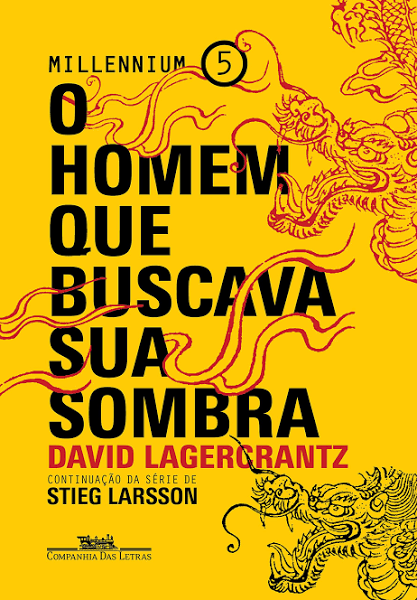 MILLENNIUM 5
O
HOMEM
QUE
BUSCAVA
SUA
SOMBRA
DAVID LAGERCRANTZ
CONTINUAÇÃO DA SÉRIE DE
STIEG LARSSON
COMPANHIA DAS LETRAS